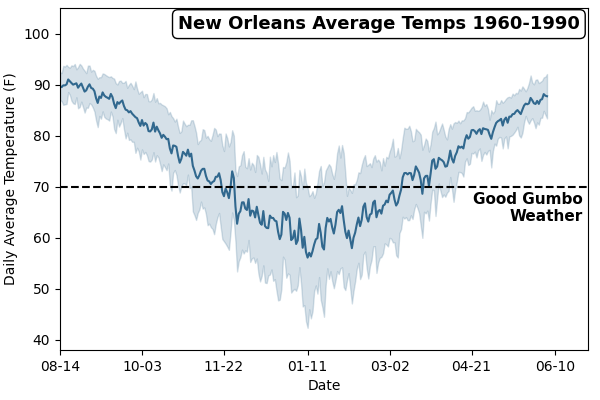 New Orleans Average Temps 1960-1990
Daily Average Temperature (F)
100
90
80
70
60
50
40
Good Gumbo
Weather
08-14 10-03 11-22 01-11 03-02 04-21 06-10
Date